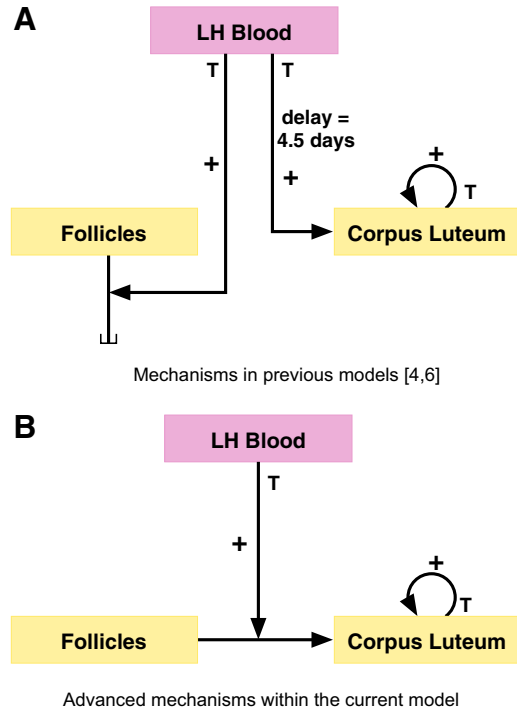 A
LH Blood
T
T
delay =
4.5 days
+
+
+
T
Follicles
Corpus Luteum
Mechanisms in previous models [4,6]
B
LH Blood
T
+
+
T
Follicles
Corpus Luteum
Advanced mechanisms within the current model